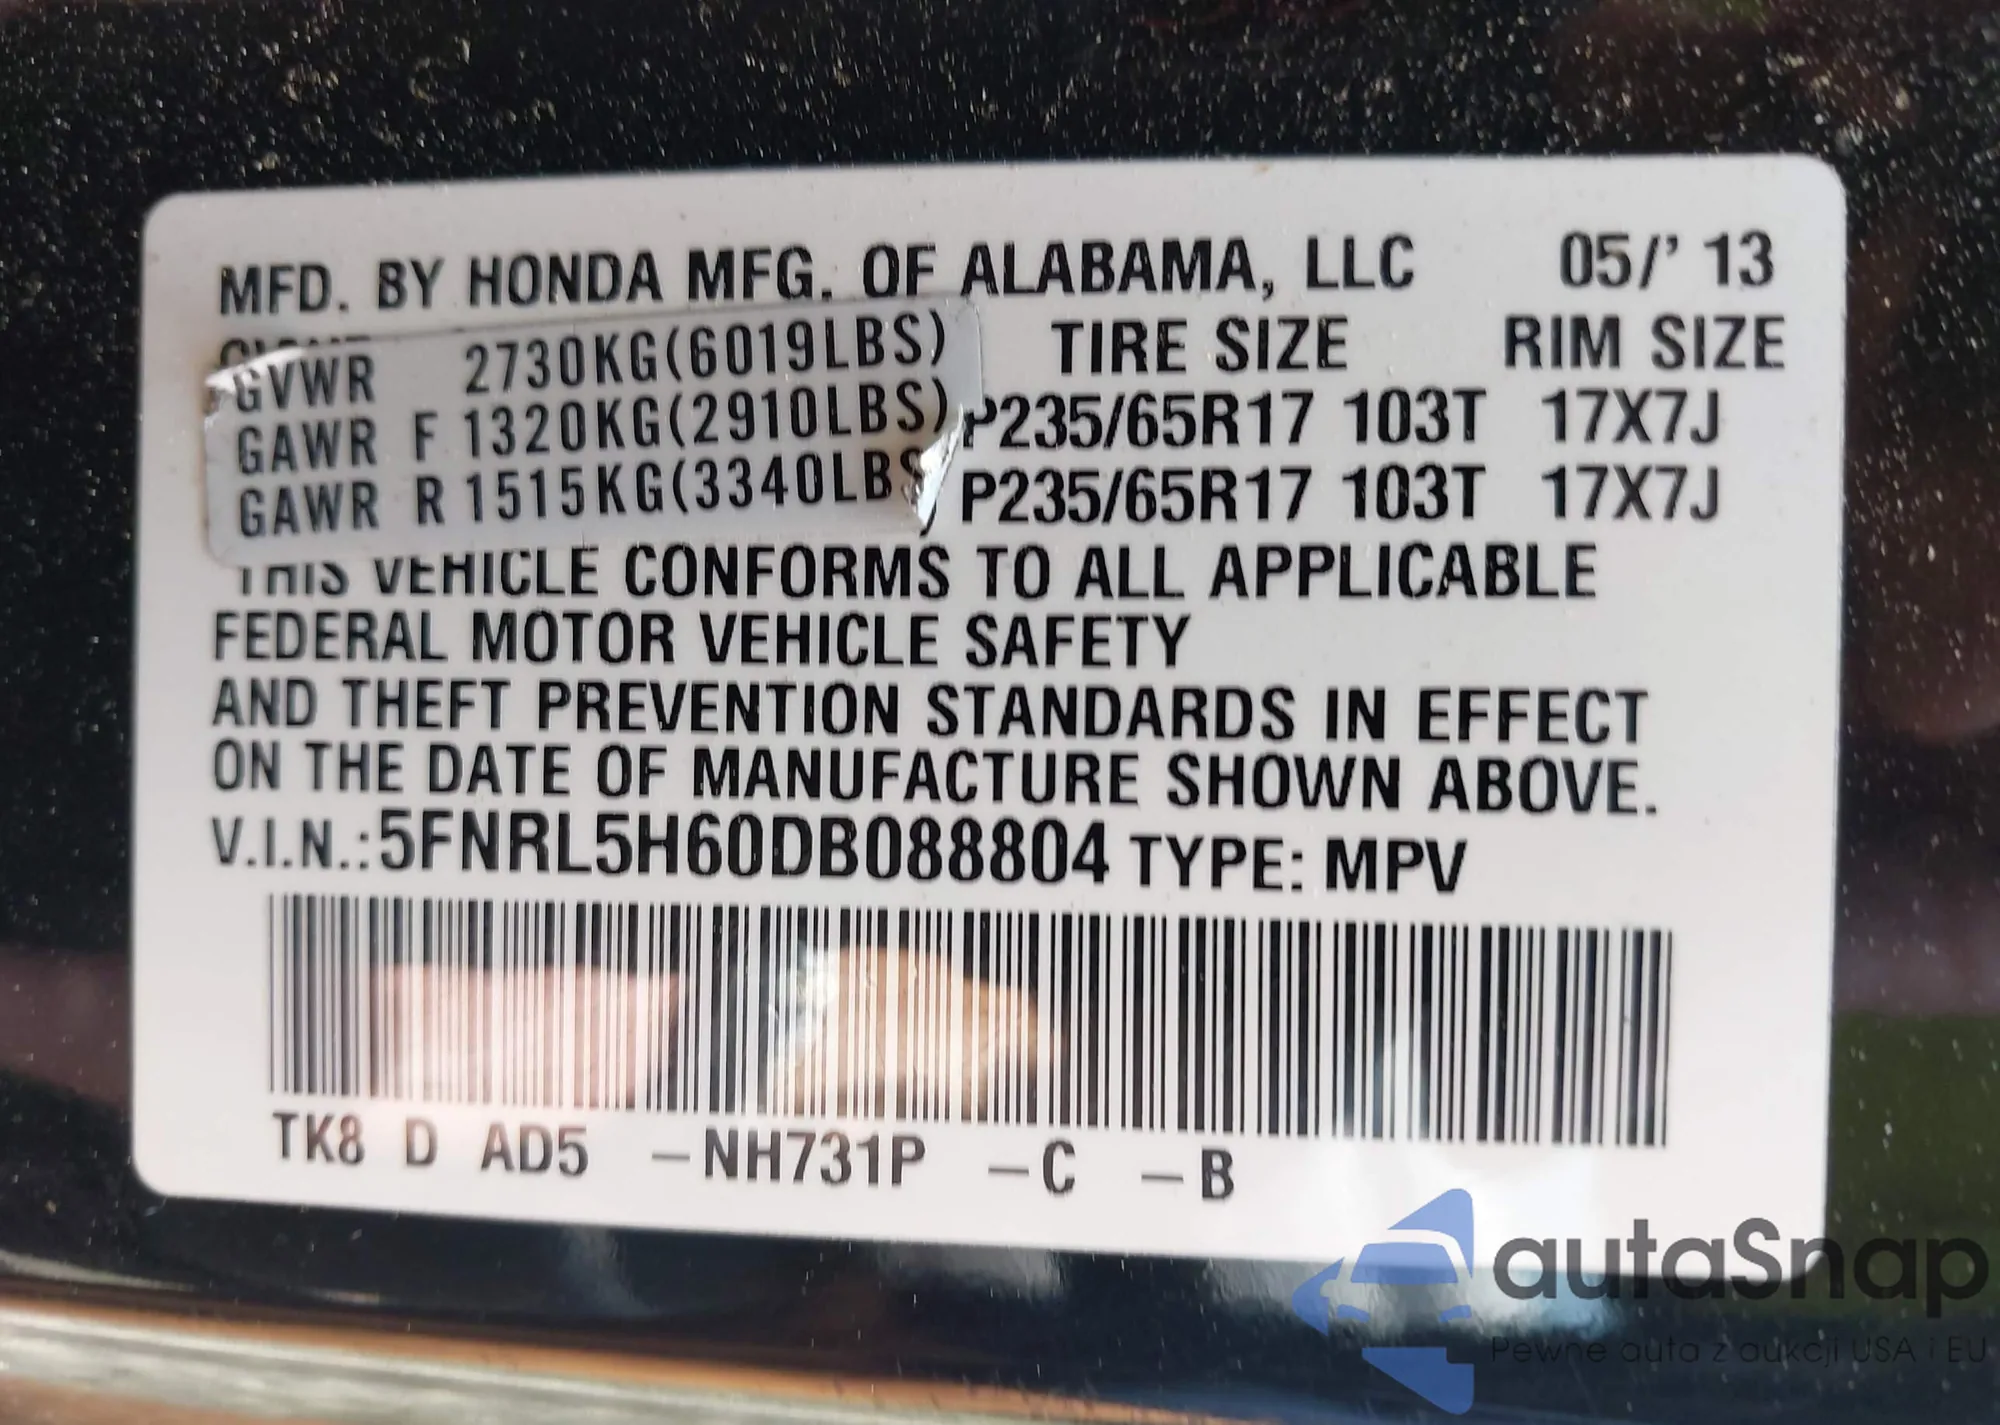 MFD. BY HONDA MFG. OF ALABAMA, LLC 05/' 13
GVWR 2730KG(6019LBS) TIRE SIZE RIM SIZE
GAWR F 1320KG(2910LBS) P235/65R17 103T 17X7J
GAWR R 1515KG(3340LBS) P235/65R17 103T 17X7J
THIS VEHICLE CONFORMS TO ALL APPLICABLE
FEDERAL MOTOR VEHICLE SAFETY
AND THEFT PREVENTION STANDARDS IN EFFECT
ON THE DATE OF MANUFACTURE SHOWN ABOVE.
V.I.N.:5FNRL5H60DB088804 TYPE: MPV
TK8 D AD5 –NH731P –C –B
autaSnap
Pewne auta z aukcji USA i EU